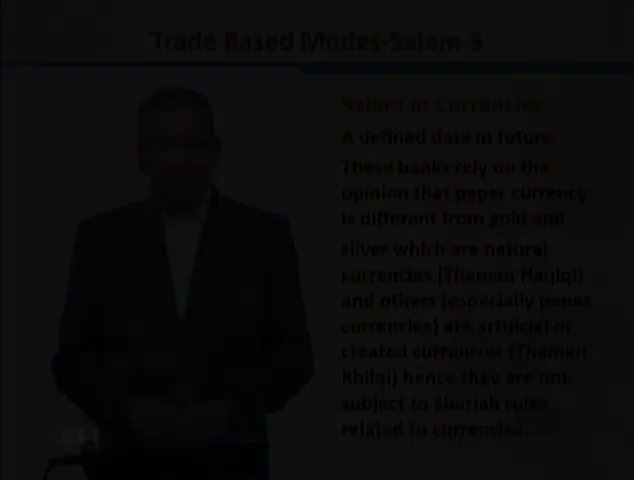 Trade Based Modes-Salam-5
Salam in Currencies
A defined date in future.
These banks rely on the
opinion that paper currency
is different from gold and
silver which are natural
currencies (Thaman Haqiqi)
and others (especially paper
currencies) are artificial or
created currencies (Thaman
Khilqi) hence they are not
subject to Shariah rules
related to currencies